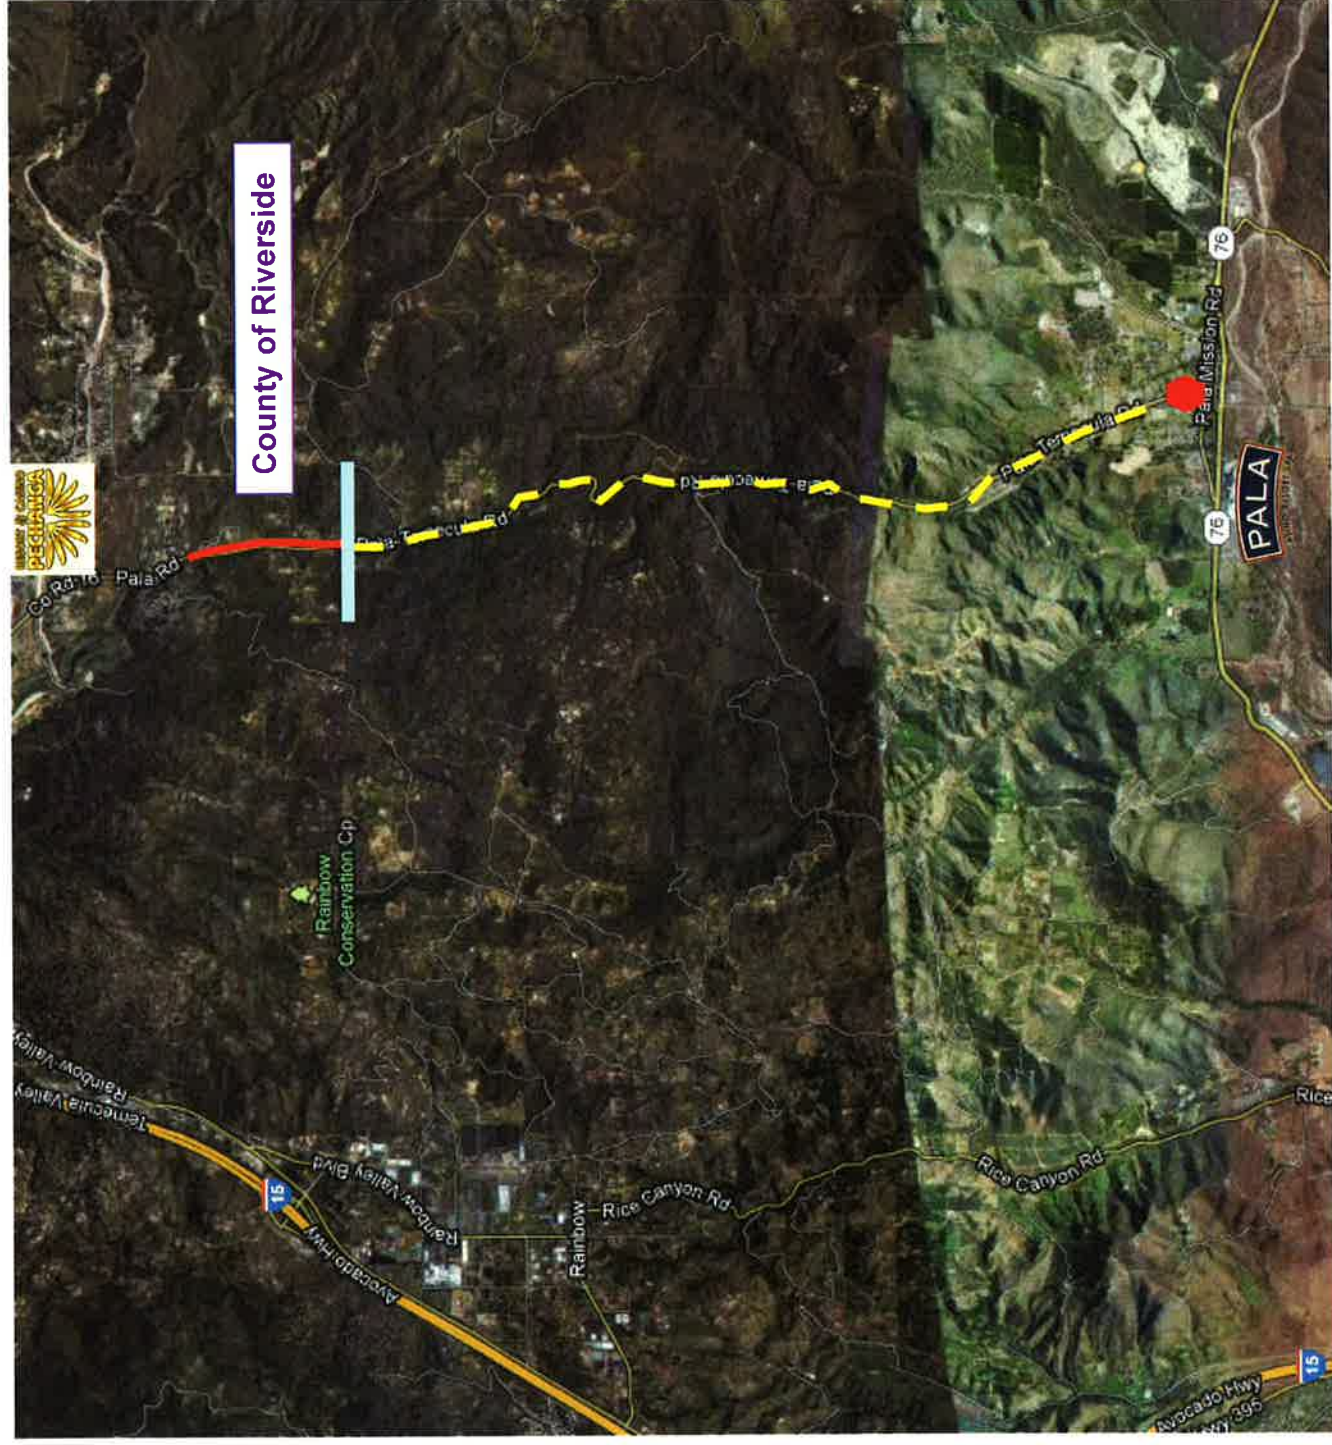 County of Riverside
PECHANGA
Co Rd 16
Pala Rd
Pala Temecula Rd
Pala Temecula Rd
Pala Temecula Rd
76
Pala Mission Rd
76
PALA
Rainbow
Conservation Cp
Rainbow Valley
Temecula Valley
15
Rainbow Valley Blvd
Avocado Hwy
Rainbow
Rice Canyon Rd
Rice Canyon Rd
Rice
Avocado Hwy
Hwy 395
15